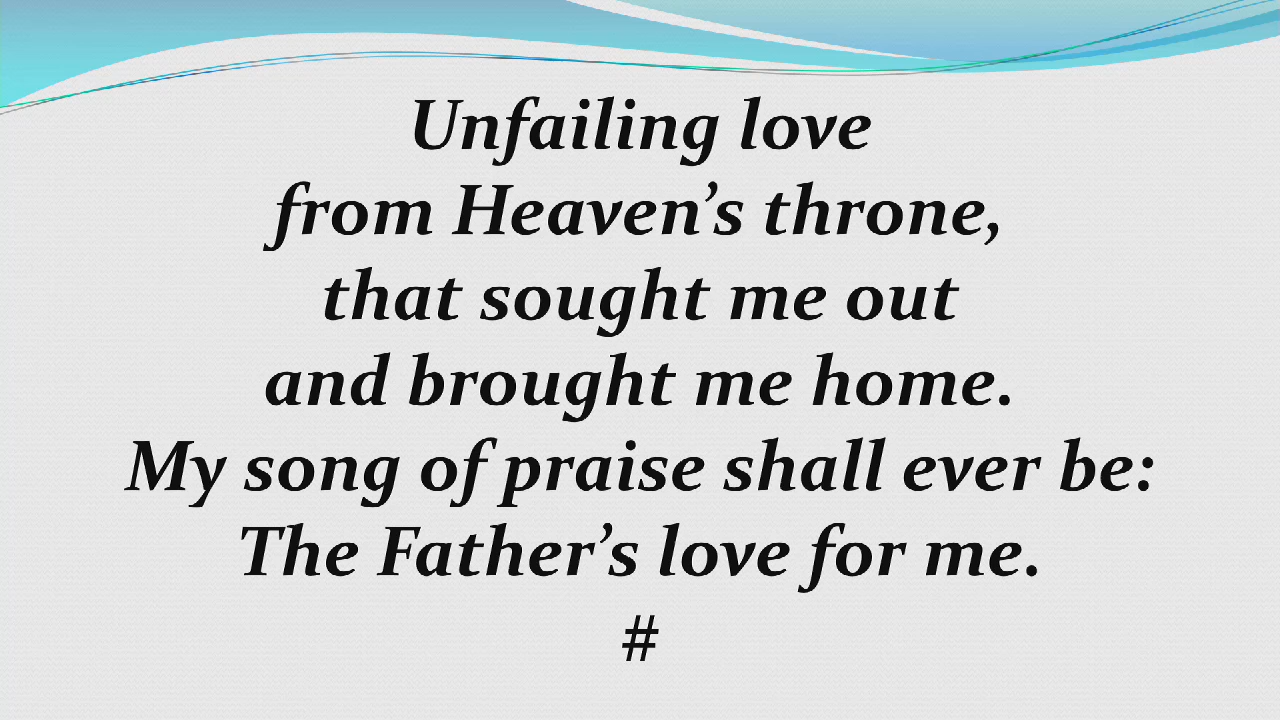 Unfailing love
from Heaven’s throne,
that sought me out
and brought me home.
My song of praise shall ever be:
The Father’s love for me.
#